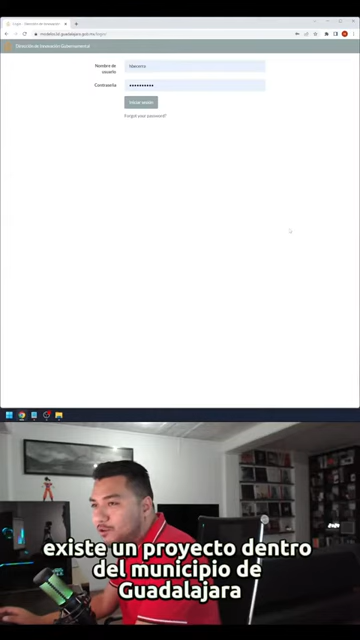 Dirección de Innovación Gubernamental
Nombre de
usuario
Contraseña
Iniciar sesión
Forgot your password?
existe un proyecto dentro
del municipio de
Guadalajara